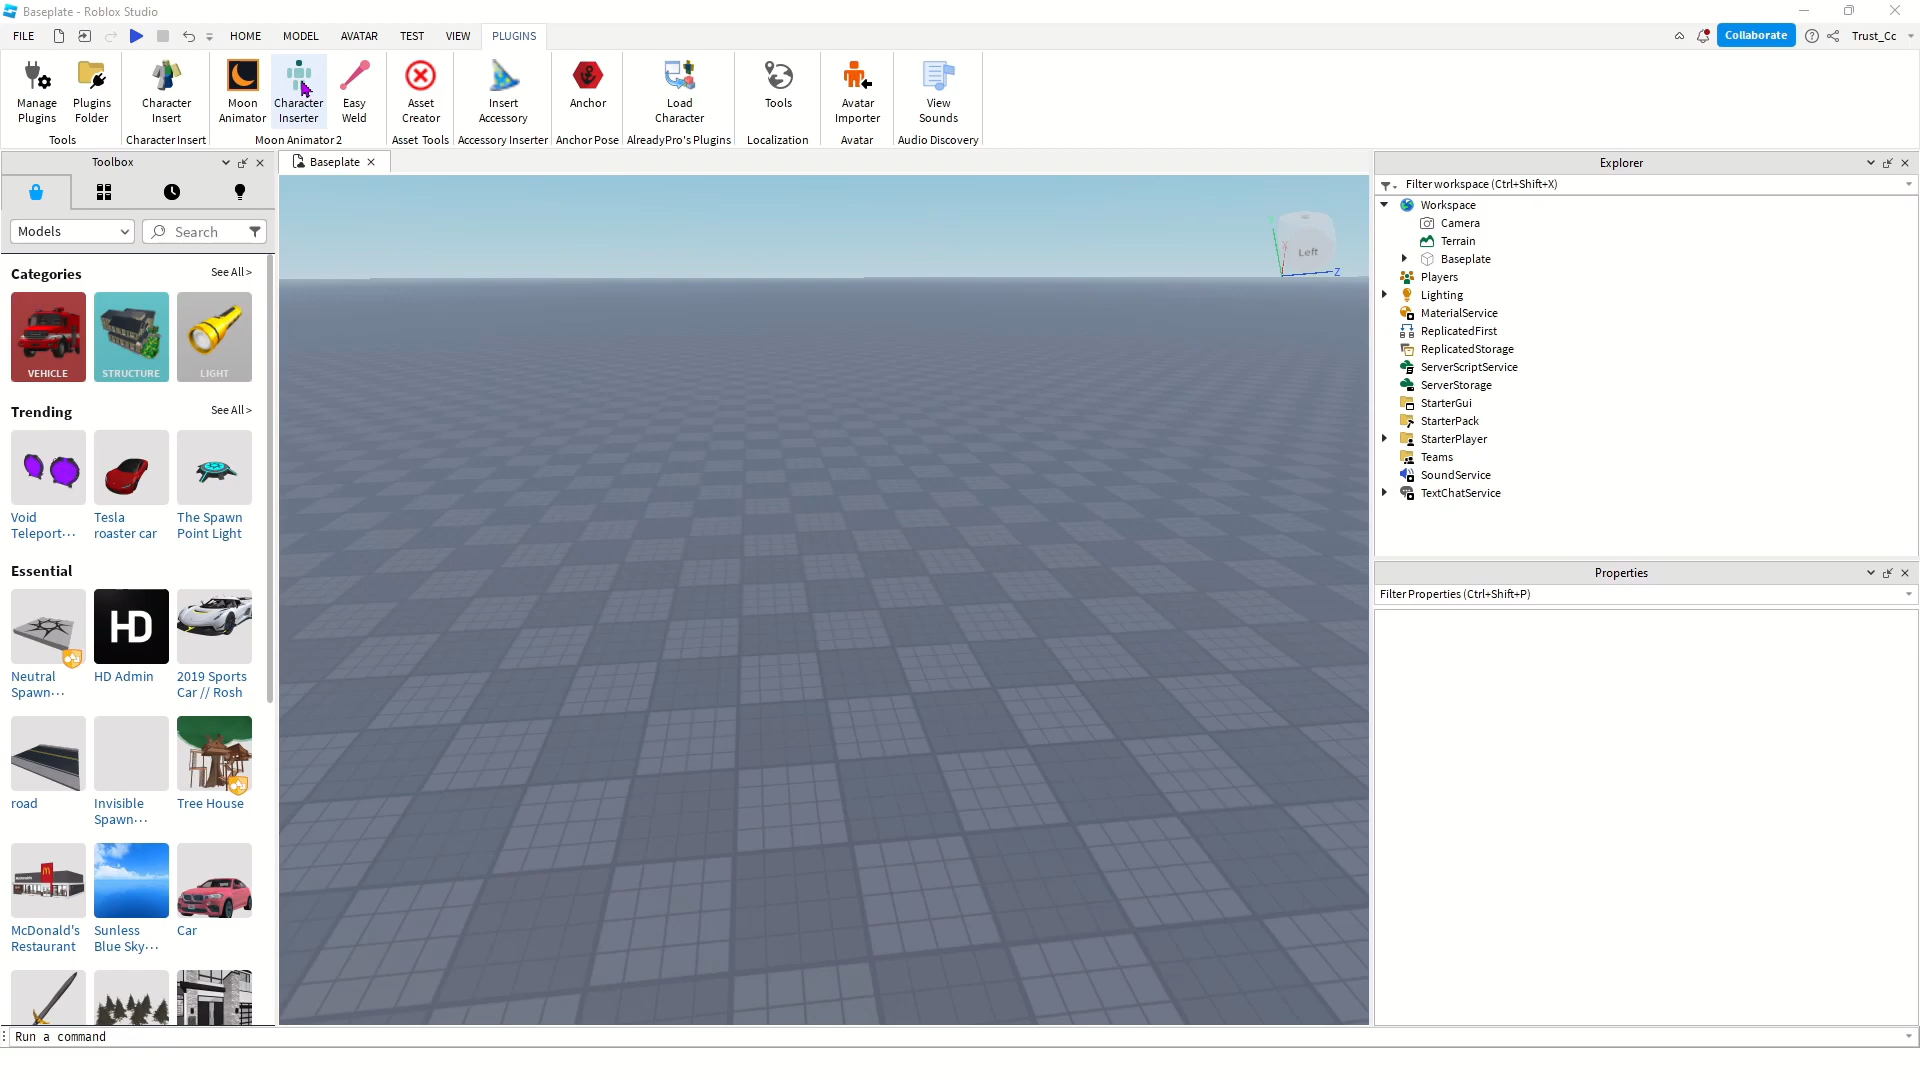 Baseplate - Roblox Studio
FILE HOME MODEL AVATAR TEST VIEW PLUGINS Collaborate Trust_Cc
Manage Plugins
Plugins Folder
Tools
Character Insert
Character Insert
Moon Animator
Character Inserter
Easy Weld
Moon Animator 2
Asset Creator
Asset Tools
Insert Accessory
Accessory Inserter
Anchor
Anchor Pose
Load Character
AlreadyPro's Plugins
Tools
Localization
Avatar Importer
Avatar
View Sounds
Audio Discovery
Toolbox
Models
Search
Categories See All >
VEHICLE STRUCTURE LIGHT
Trending See All >
Void Teleport...
Tesla roaster car
The Spawn Point Light
Essential
HD
Neutral Spawn...
HD Admin
2019 Sports Car // Rosh
road
Invisible Spawn...
Tree House
McDonald's Restaurant
Sunless Blue Sky...
Car
Baseplate
Left
Z
Explorer
Filter workspace (Ctrl+Shift+X)
Workspace
Camera
Terrain
Baseplate
Players
Lighting
MaterialService
ReplicatedFirst
ReplicatedStorage
ServerScriptService
ServerStorage
StarterGui
StarterPack
StarterPlayer
Teams
SoundService
TextChatService
Properties
Filter Properties (Ctrl+Shift+P)
Run a command